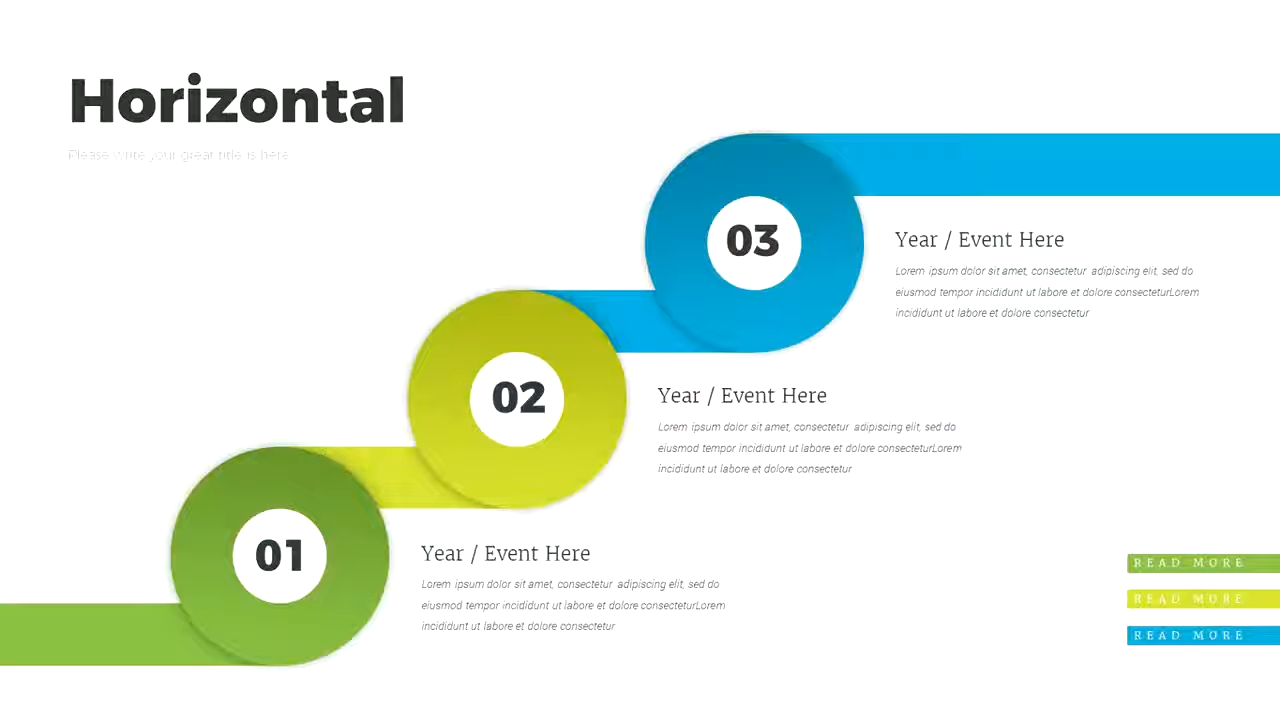 Horizontal
Please write your great title is here
03
Year / Event Here
Lorem ipsum dolor sit amet, consectetur adipiscing elit, sed do
eiusmod tempor incididunt ut labore et dolore consecteturLorem
incididunt ut labore et dolore consectetur
02
Year / Event Here
Lorem ipsum dolor sit amet, consectetur adipiscing elit, sed do
eiusmod tempor incididunt ut labore et dolore consecteturLorem
incididunt ut labore et dolore consectetur
01
Year / Event Here
Lorem ipsum dolor sit amet, consectetur adipiscing elit, sed do
eiusmod tempor incididunt ut labore et dolore consecteturLorem
incididunt ut labore et dolore consectetur
READ MORE
READ MORE
READ MORE